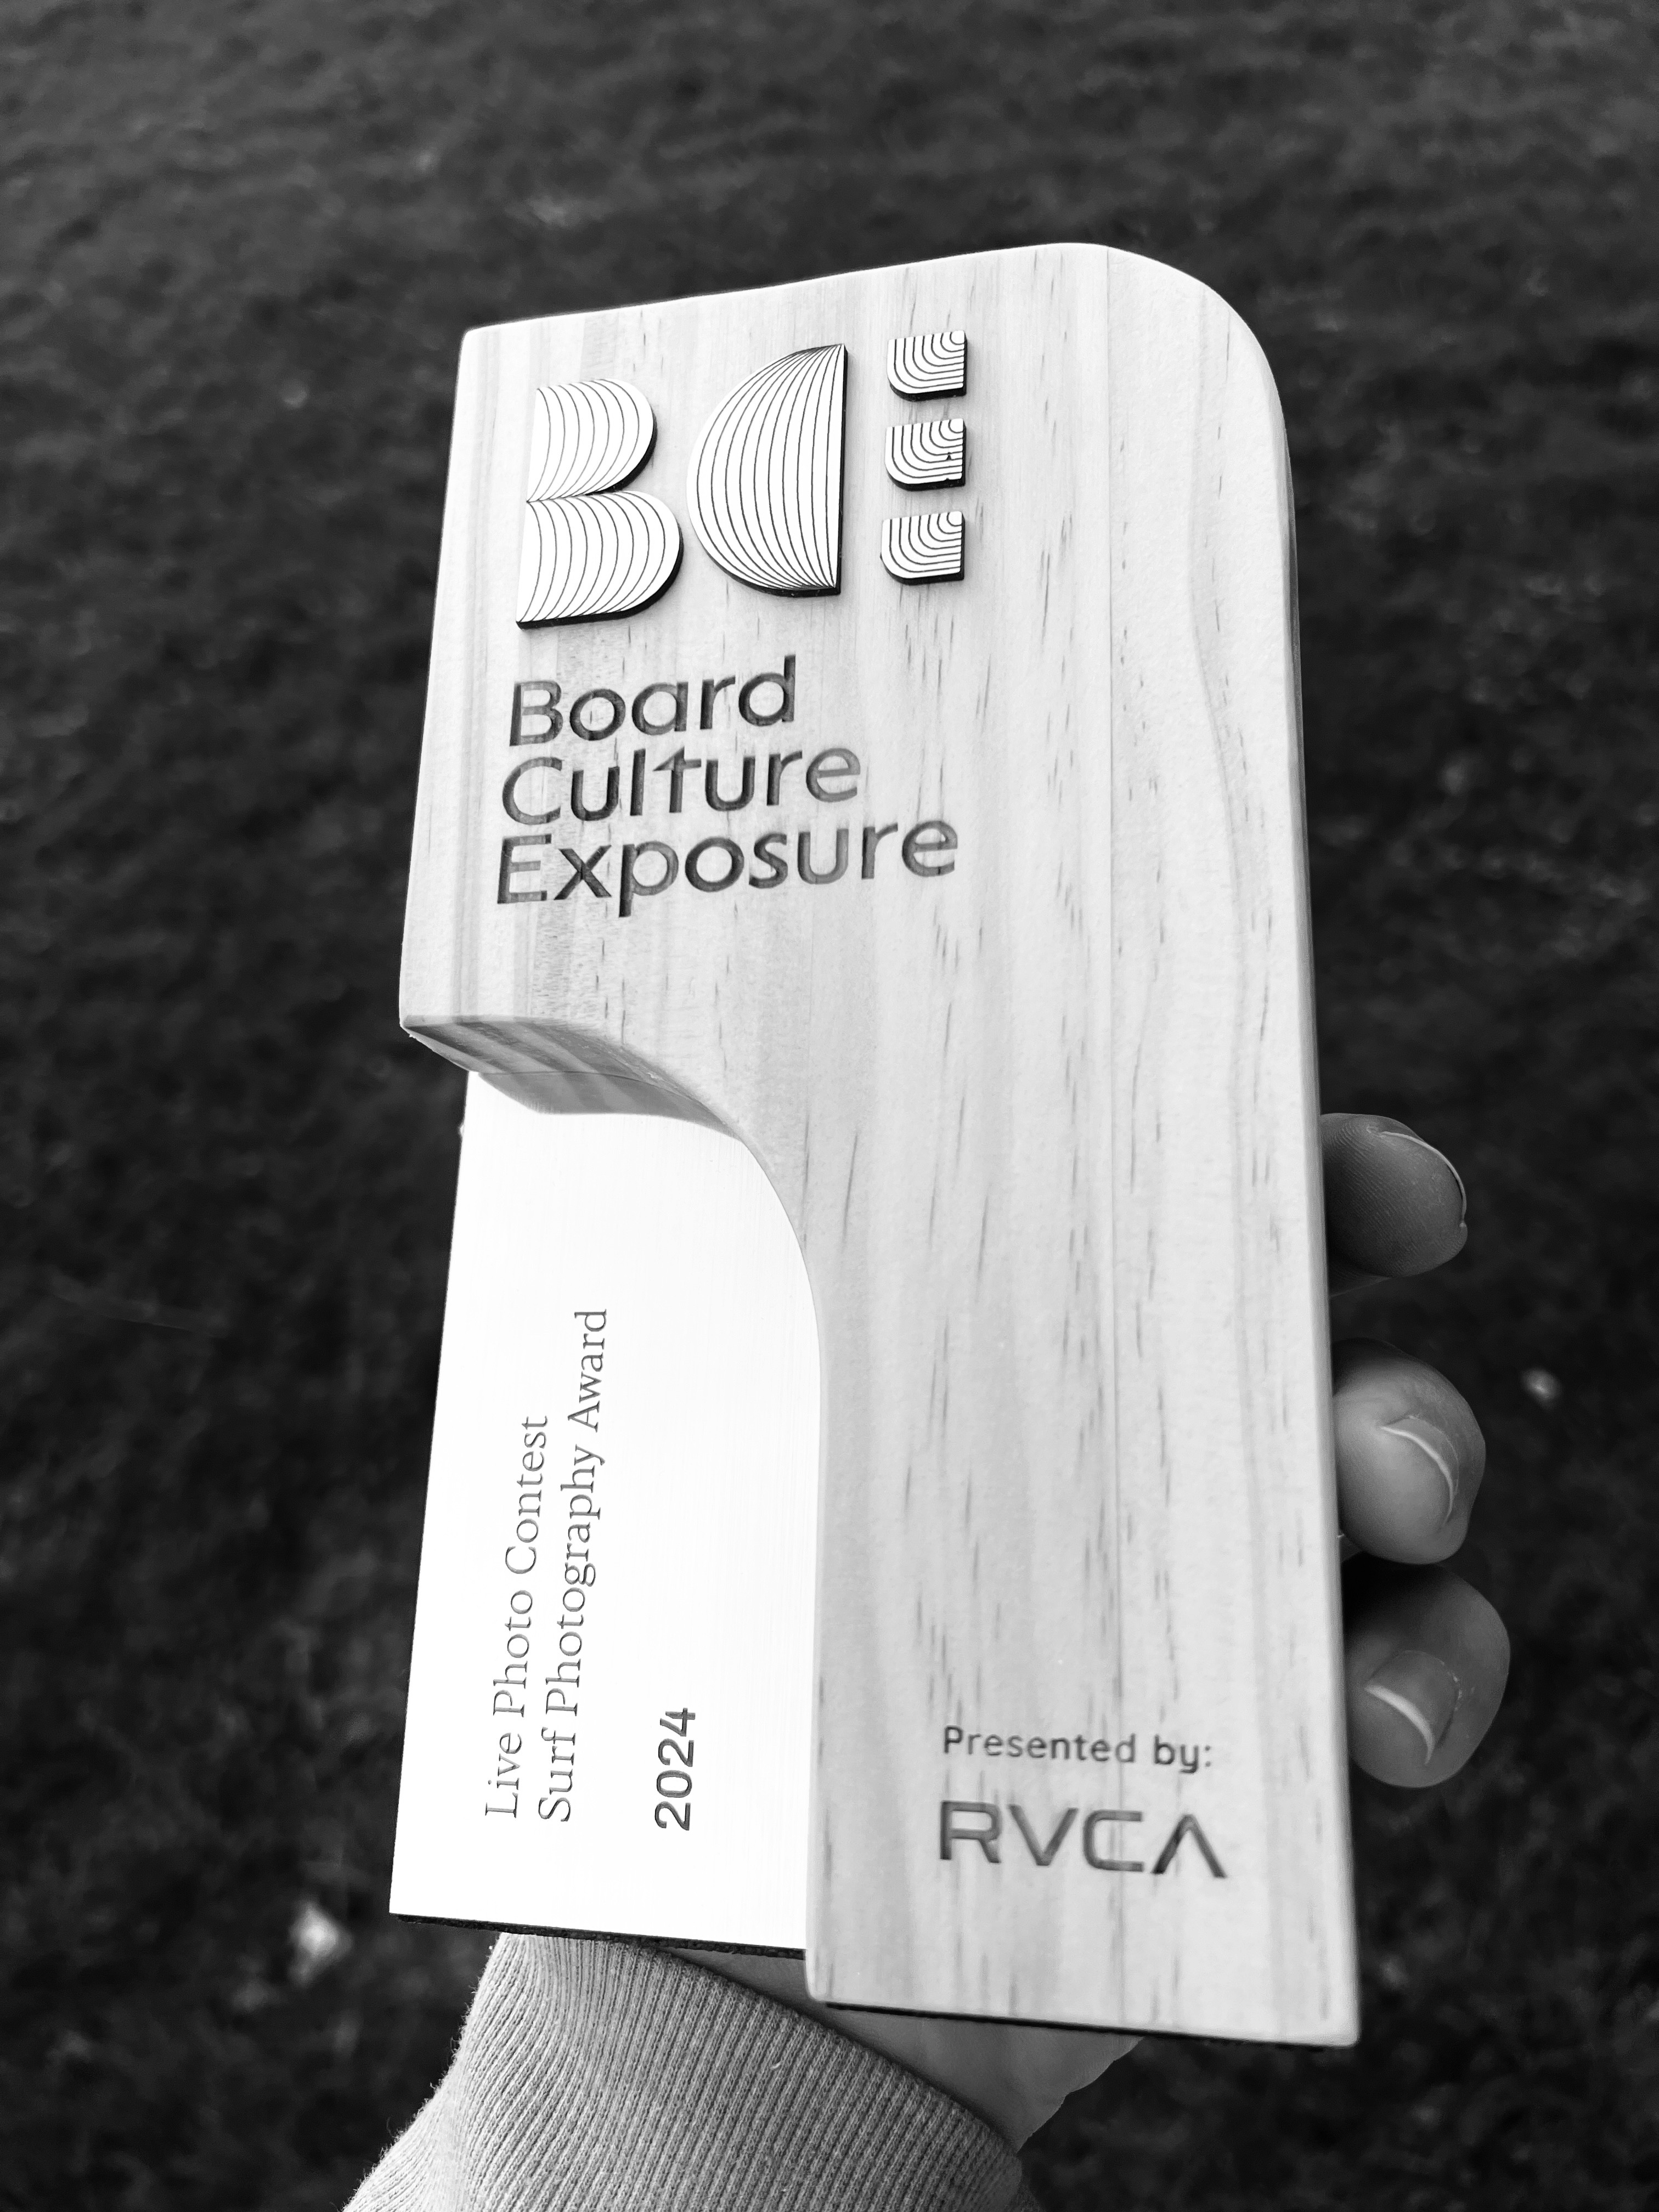 BCE
Board
Culture
Exposure
Live Photo Contest
Surf Photography Award
2024
Presented by:
RVCA